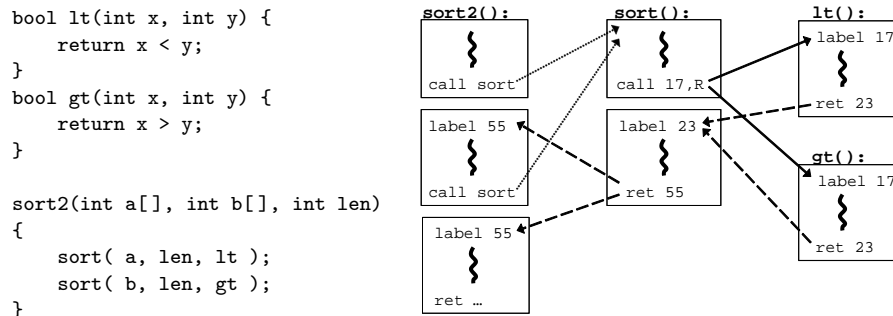 bool lt(int x, int y) {
return x < y;
}
bool gt(int x, int y) {
return x > y;
}
sort2(int a[], int b[], int len)
{
sort( a, len, lt );
sort( b, len, gt );
}
sort2():
call sort
label 55
call sort
label 55
ret …
sort():
call 17,R
label 23
ret 55
lt():
label 17
ret 23
gt():
label 17
ret 23